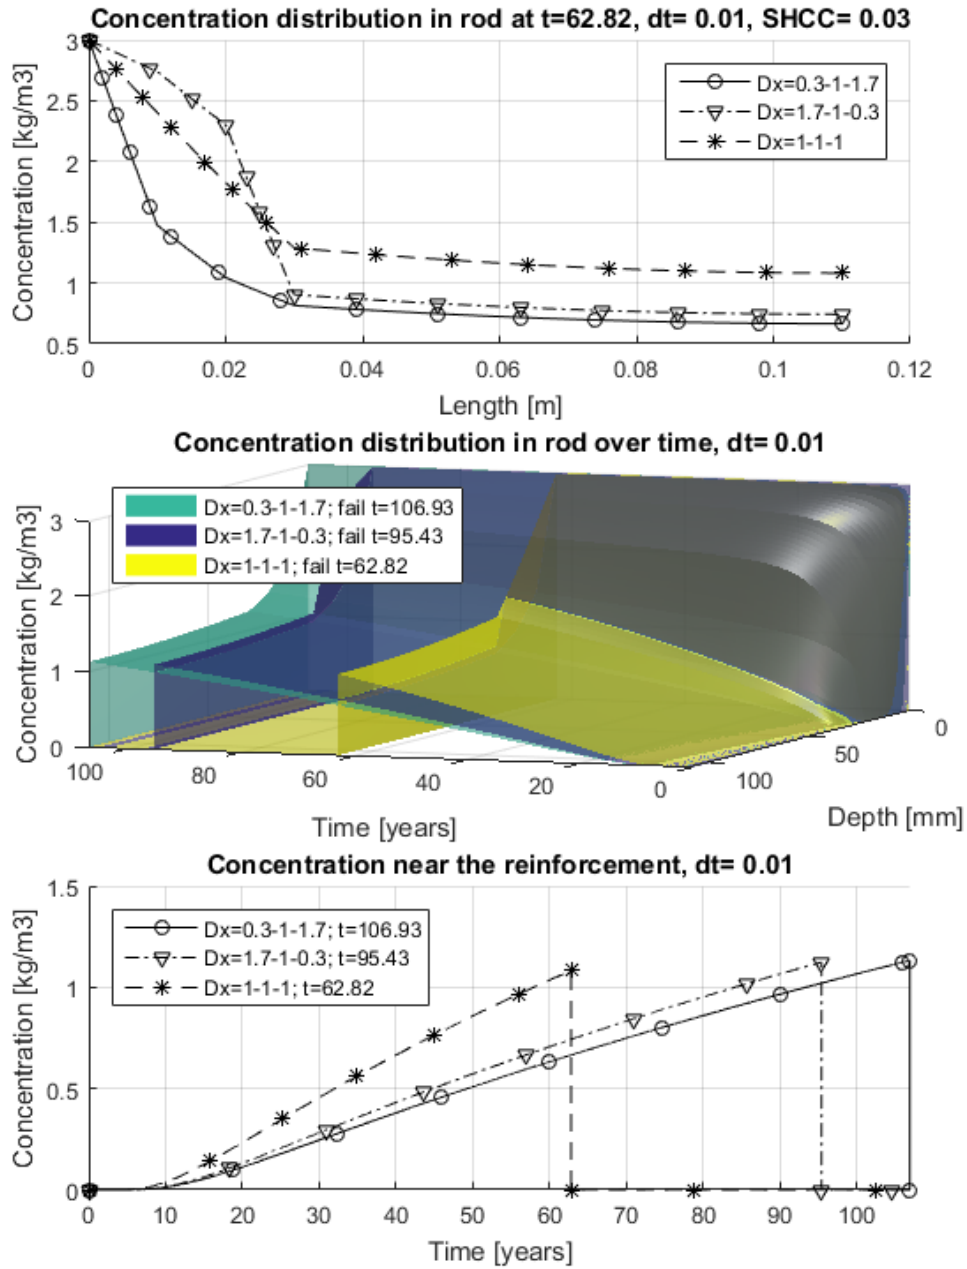 Concentration distribution in rod at t=62.82, dt= 0.01, SHCC= 0.03
Concentration [kg/m3]
3
2.5
2
1.5
1
0.5
0 0.02 0.04 0.06 0.08 0.1 0.12
Length [m]
Dx=0.3-1-1.7
Dx=1.7-1-0.3
Dx=1-1-1
Concentration distribution in rod over time, dt= 0.01
Concentration [kg/m3]
3
2
1
0
Dx=0.3-1-1.7; fail t=106.93
Dx=1.7-1-0.3; fail t=95.43
Dx=1-1-1; fail t=62.82
100 80 60 40 20 0
Time [years]
100 50 0
Depth [mm]
Concentration near the reinforcement, dt= 0.01
Concentration [kg/m3]
1.5
1
0.5
0
Dx=0.3-1-1.7; t=106.93
Dx=1.7-1-0.3; t=95.43
Dx=1-1-1; t=62.82
0 10 20 30 40 50 60 70 80 90 100
Time [years]